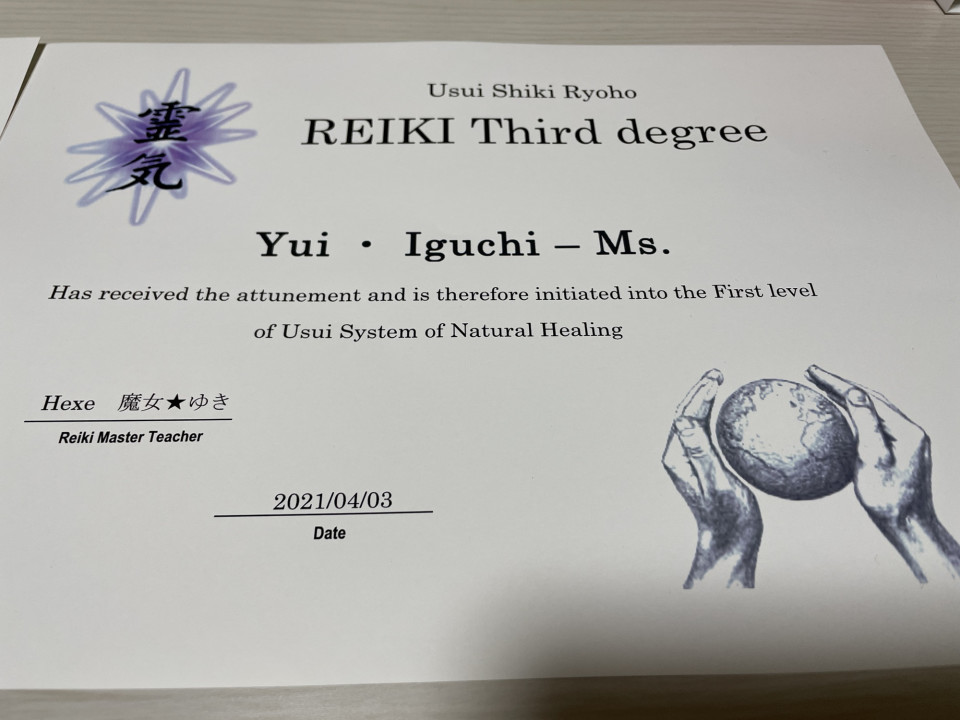 霊
気
Usui Shiki Ryoho
REIKI Third degree
Yui ・ Iguchi – Ms.
Has received the attunement and is therefore initiated into the First level
of Usui System of Natural Healing
Hexe　魔女★ゆき
Reiki Master Teacher
2021/04/03
Date